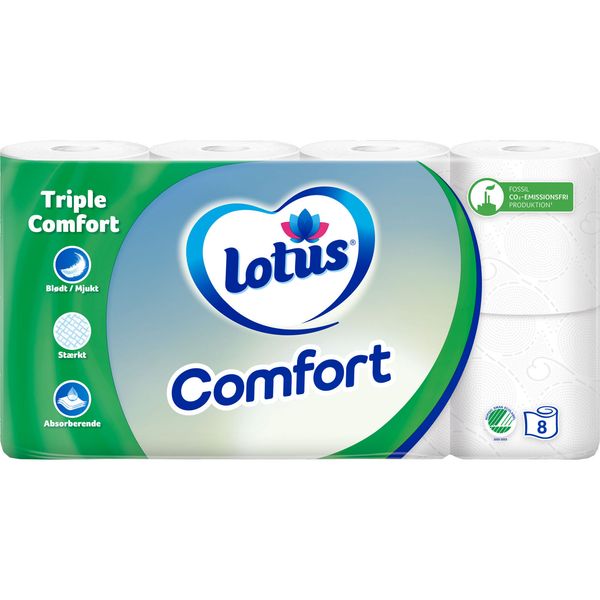 Triple
Comfort
Blødt / Mjukt
Stærkt
Absorberende
lotus®
Comfort
FOSSIL
CO₂-EMISSIONSFRI
PRODUKTION*
8